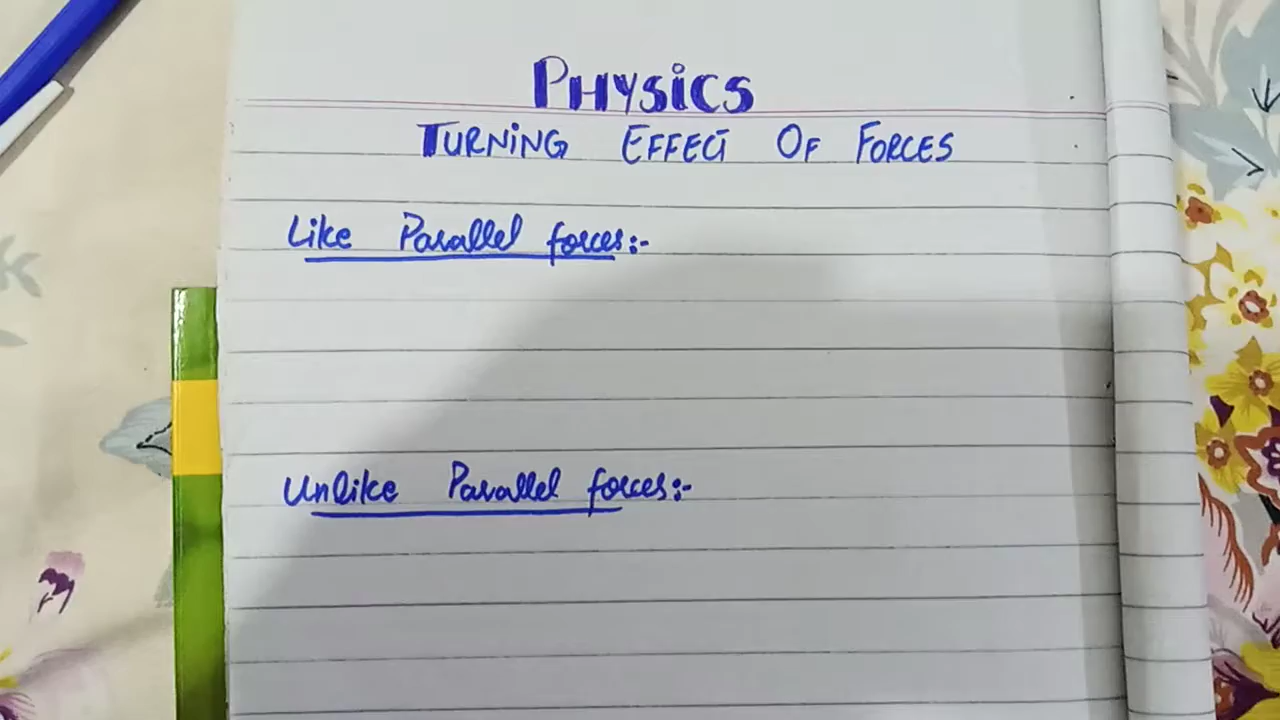 PHYSiCS
TURNiNG EFFECT OF FORCES
Like Parallel forces:-
Unlike Parallel forces:-